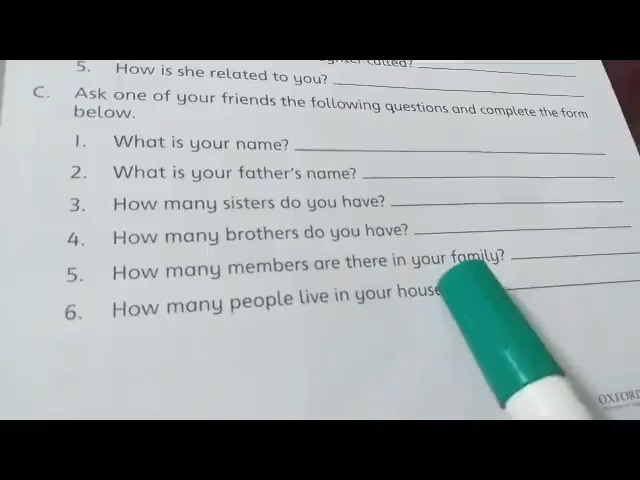 called?
5. How is she related to you?
C. Ask one of your friends the following questions and complete the form
below.
1. What is your name?
2. What is your father's name?
3. How many sisters do you have?
4. How many brothers do you have?
5. How many members are there in your family?
6. How many people live in your house
OXFORD